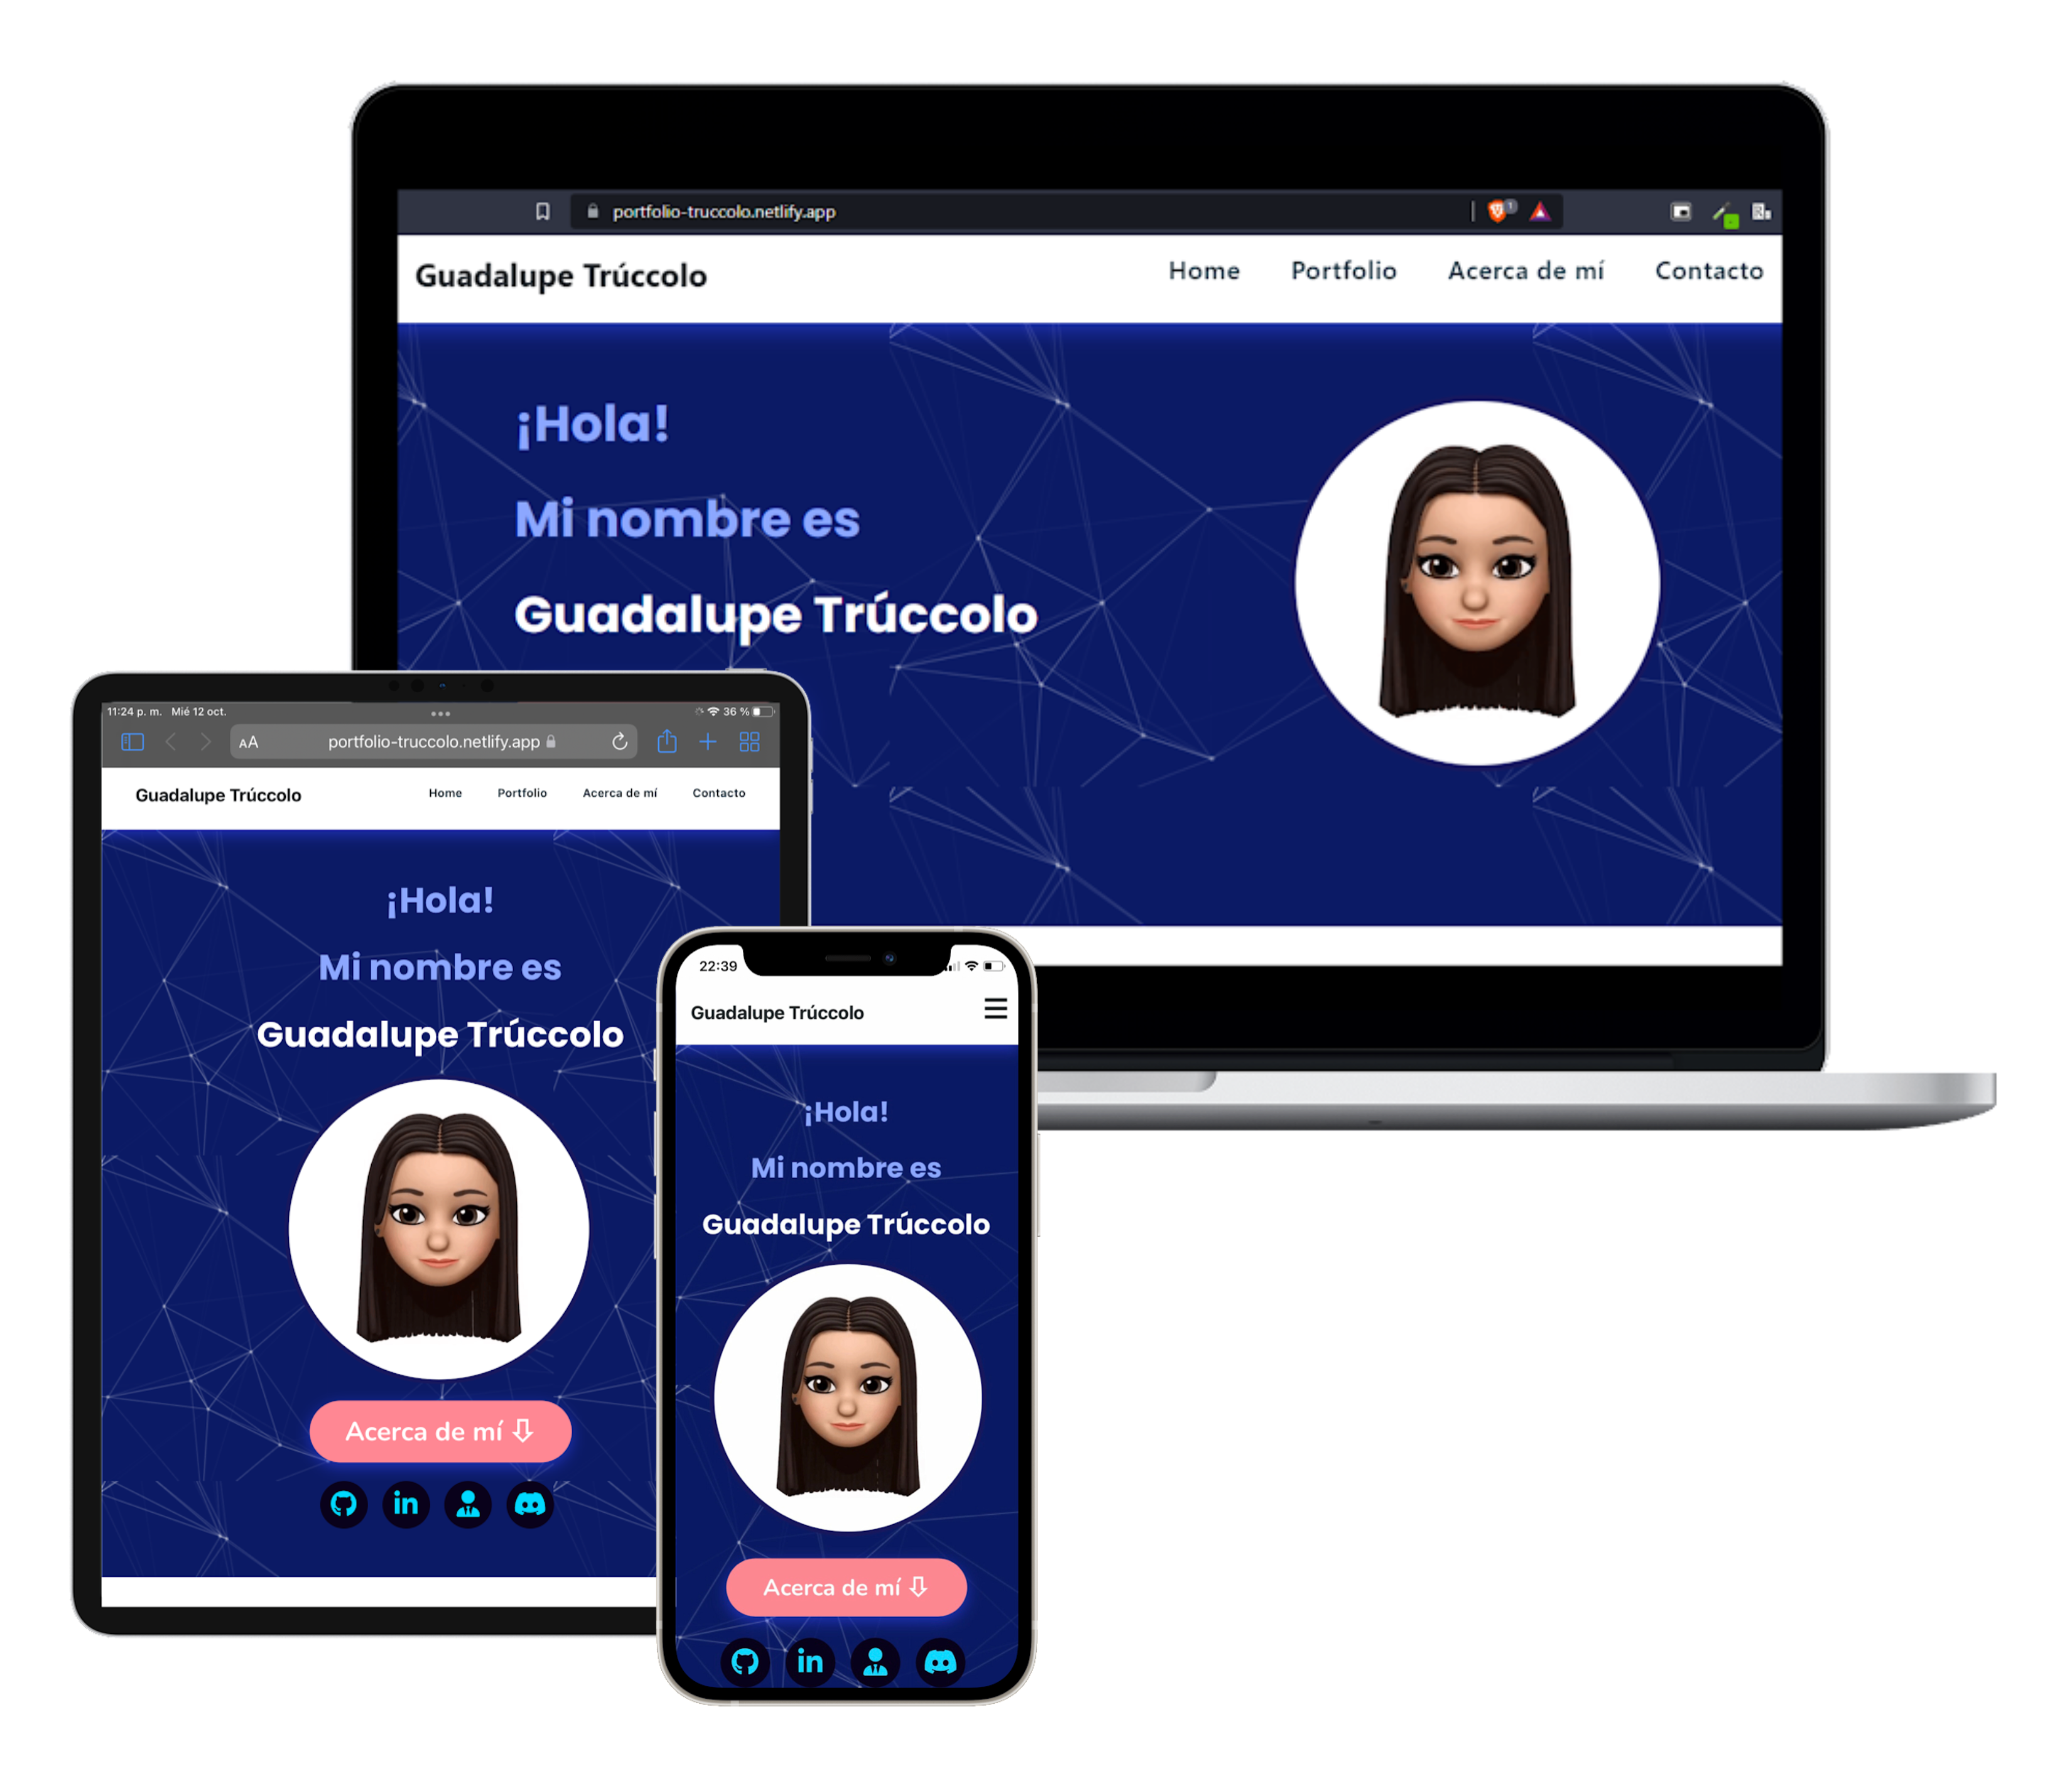 portfolio-truccolo.netlify.app
Guadalupe Trúccolo Home Portfolio Acerca de mí Contacto
¡Hola!
Mi nombre es
Guadalupe Trúccolo
11:24 p. m. Mié 12 oct. 36 %
AA portfolio-truccolo.netlify.app
Guadalupe Trúccolo Home Portfolio Acerca de mí Contacto
¡Hola!
Mi nombre es
Guadalupe Trúccolo
Acerca de mí
in
22:39
Guadalupe Trúccolo
¡Hola!
Mi nombre es
Guadalupe Trúccolo
Acerca de mí
in